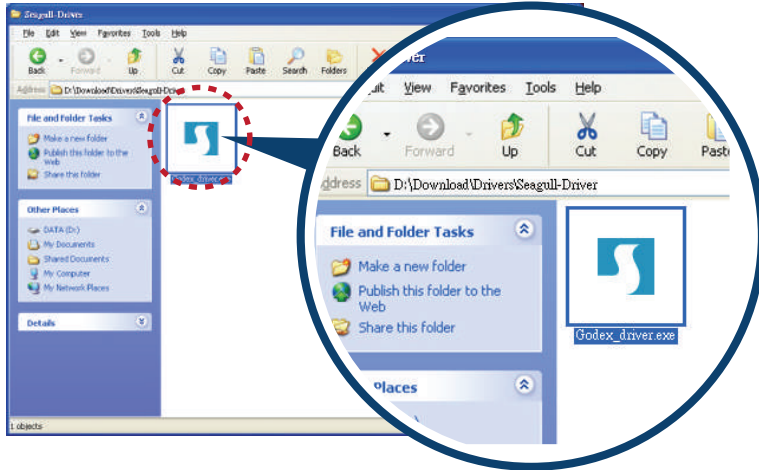 Seagull-Driver
File Edit View Favorites Tools Help
Back Forward Up Cut Copy Paste Search Folders
Address D:\Download\Drivers\Seagull-Driver
File and Folder Tasks
Make a new folder
Publish this folder to the
Web
Share this folder
Other Places
DATA (D:)
My Documents
Shared Documents
My Computer
My Network Places
Details
1 objects
Godex_driver.exe
View Favorites Tools Help
Back Forward Up Cut Copy
Address D:\Download\Drivers\Seagull-Driver
File and Folder Tasks
Make a new folder
Publish this folder to the
Web
Share this folder
Godex_driver.exe
Places